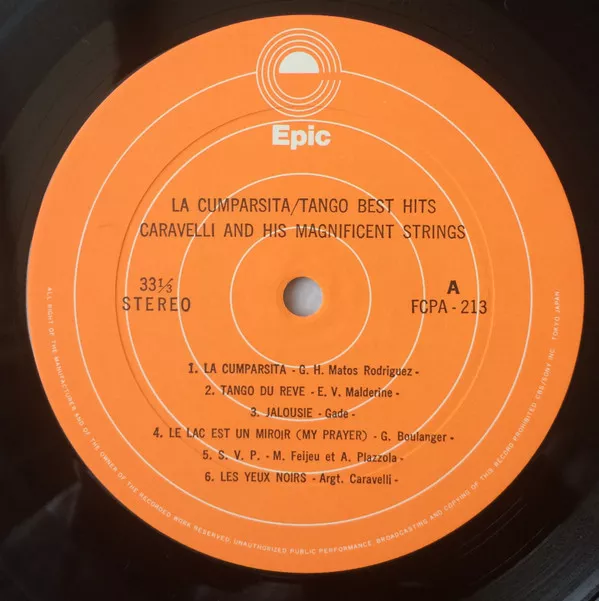 Epic
LA CUMPARSITA/TANGO BEST HITS
CARAVELLI AND HIS MAGNIFICENT STRINGS
33⅓
STEREO
A
FCPA-213
1. LA CUMPARSITA - G. H. Matos Rodriguez -
2. TANGO DU REVE - E. V. Malderine -
3. JALOUSIE - Gade -
4. LE LAC EST UN MIROIR (MY PRAYER) - G. Boulanger -
5. S. V. P. - M. Feijeu et A. Plazzola -
6. LES YEUX NOIRS - Argt. Caravelli -
ALL RIGHT OF THE MANUFACTURER AND OF THE OWNER OF THE RECORDED WORK RESERVED. UNAUTHORIZED PUBLIC PERFORMANCE, BROADCASTING AND COPYING OF THIS RECORD PROHIBITED CBS/SONY INC. TOKYO JAPAN